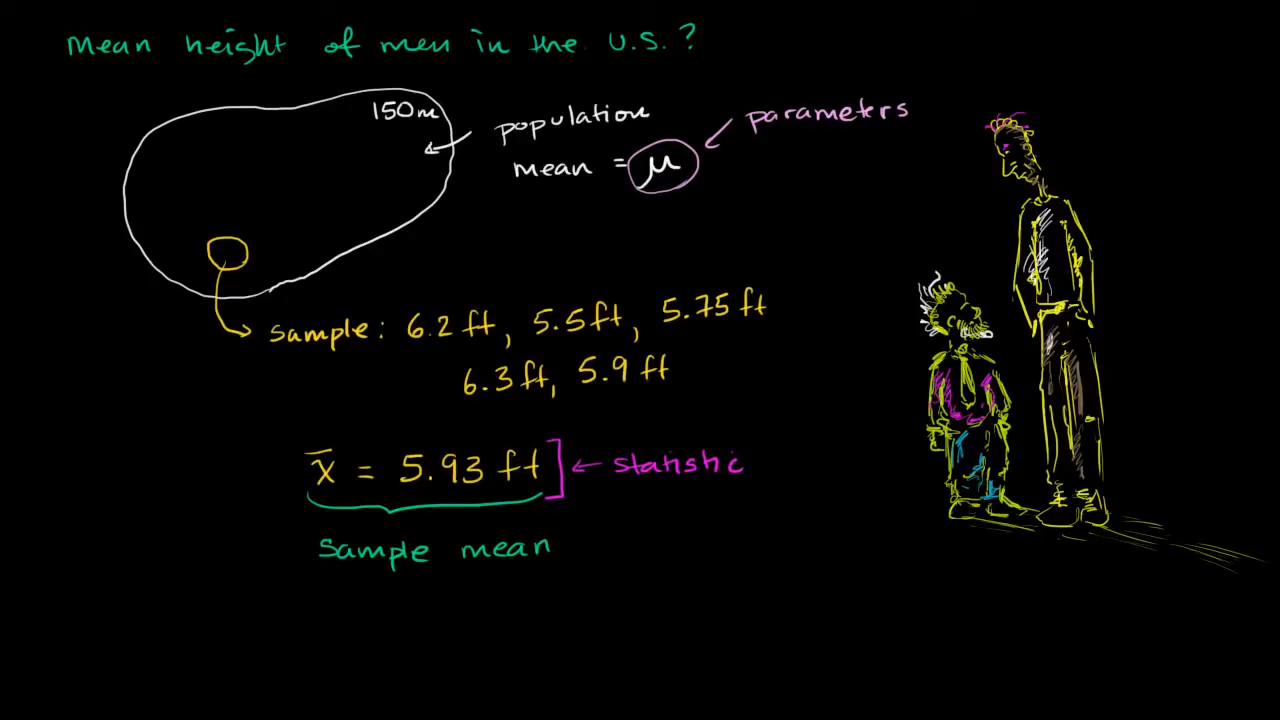 Mean height of men in the U.S.?
150m
population
mean = μ
parameters
sample: 6.2 ft, 5.5 ft, 5.75 ft
6.3 ft, 5.9 ft
x̄ = 5.93 ft ← statistic
Sample mean